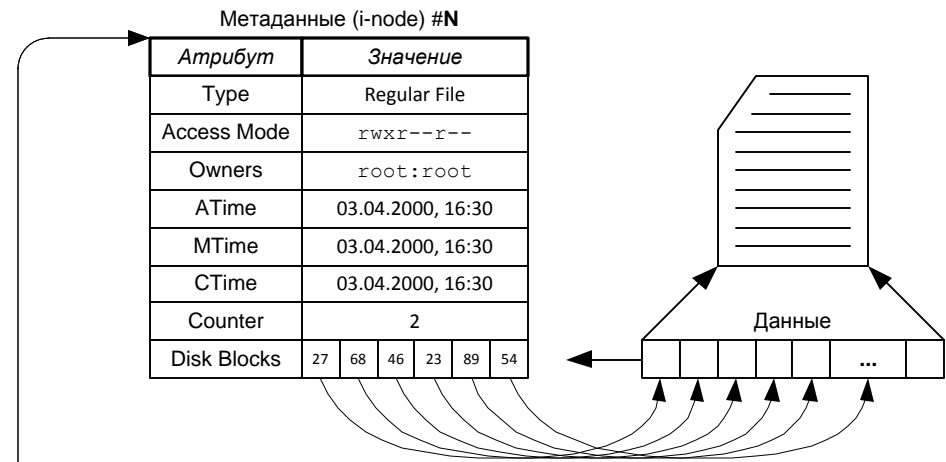 Метаданные (i-node) #N
Атрибут Значение
Type Regular File
Access Mode rwxr--r--
Owners root:root
ATime 03.04.2000, 16:30
MTime 03.04.2000, 16:30
CTime 03.04.2000, 16:30
Counter 2
Данные
Disk Blocks 27 68 46 23 89 54
...